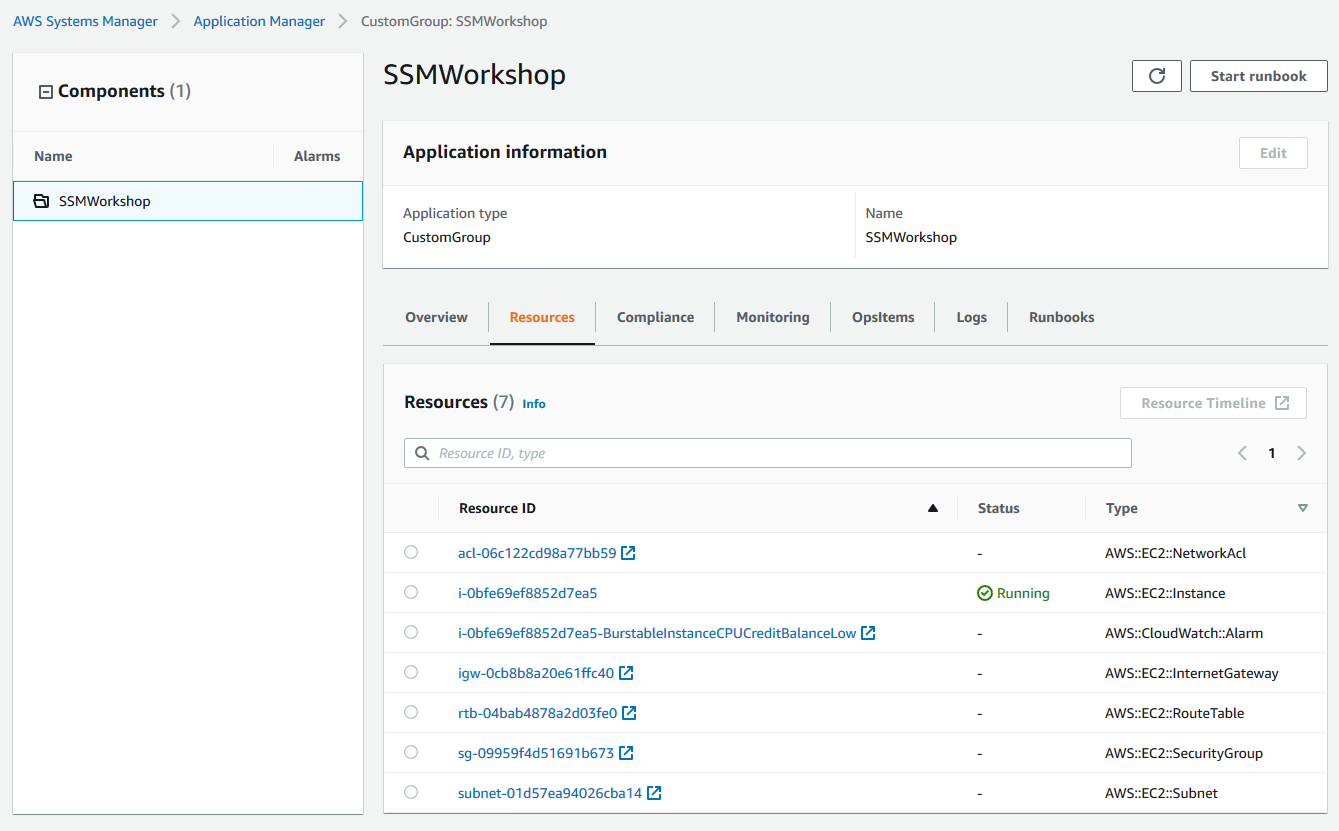 AWS Systems Manager > Application Manager > CustomGroup: SSMWorkshop
Components (1)
Name Alarms
SSMWorkshop
SSMWorkshop
Start runbook
Application information
Edit
Application type
CustomGroup
Name
SSMWorkshop
Overview Resources Compliance Monitoring OpsItems Logs Runbooks
Resources (7) Info
Resource Timeline
Resource ID, type
1
Resource ID Status Type
acl-06c122cd98a77bb59 - AWS::EC2::NetworkAcl
i-0bfe69ef8852d7ea5 Running AWS::EC2::Instance
i-0bfe69ef8852d7ea5-BurstableInstanceCPUCreditBalanceLow - AWS::CloudWatch::Alarm
igw-0cb8b8a20e61ffc40 - AWS::EC2::InternetGateway
rtb-04bab4878a2d03fe0 - AWS::EC2::RouteTable
sg-09959f4d51691b673 - AWS::EC2::SecurityGroup
subnet-01d57ea94026cba14 - AWS::EC2::Subnet